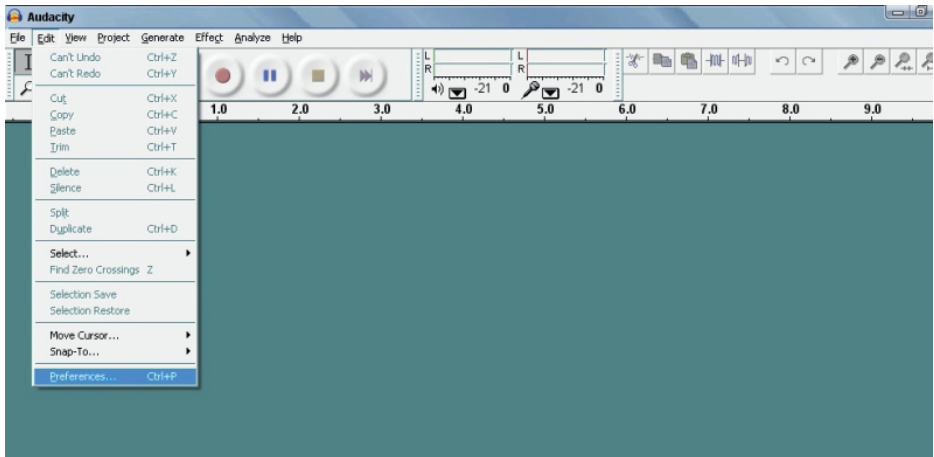 Audacity
File Edit View Project Generate Effect Analyze Help
Can't Undo Ctrl+Z
Can't Redo Ctrl+Y
Cut Ctrl+X
Copy Ctrl+C
Paste Ctrl+V
Trim Ctrl+T
Delete Ctrl+K
Silence Ctrl+L
Split
Duplicate Ctrl+D
Select...
Find Zero Crossings Z
Selection Save
Selection Restore
Move Cursor...
Snap-To...
Preferences... Ctrl+P
L L
R R
-21 0 -21 0
1.0 2.0 3.0 4.0 5.0 6.0 7.0 8.0 9.0